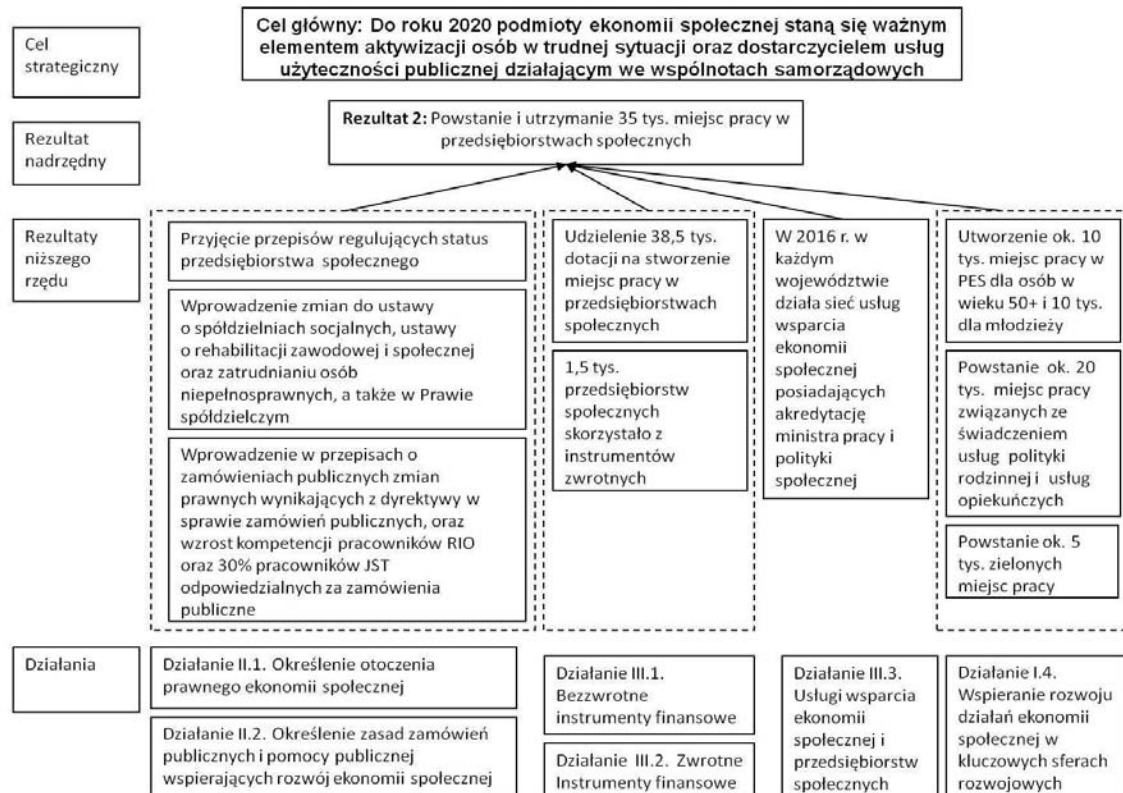 Cel
strategiczny
Cel główny: Do roku 2020 podmioty ekonomii społecznej staną się ważnym
elementem aktywizacji osób w trudnej sytuacji oraz dostarczycielem usług
użyteczności publicznej działającym we wspólnotach samorządowych
Rezultat
nadrzędny
Rezultat 2: Powstanie i utrzymanie 35 tys. miejsc pracy w
przedsiębiorstwach społecznych
Rezultaty
niższego
rzędu
Przyjęcie przepisów regulujących status
przedsiębiorstwa społecznego
Wprowadzenie zmian do ustawy
o spółdzielniach socjalnych, ustawy
o rehabilitacji zawodowej i społecznej
oraz zatrudnianiu osób
niepełnosprawnych, a także w Prawie
spółdzielczym
Wprowadzenie w przepisach o
zamówieniach publicznych zmian
prawnych wynikających z dyrektywy w
sprawie zamówień publicznych, oraz
wzrost kompetencji pracowników RIO
oraz 30% pracowników JST
odpowiedzialnych za zamówienia
publiczne
Udzielenie 38,5 tys.
dotacji na stworzenie
miejsc pracy w
przedsiębiorstwach
społecznych
1,5 tys.
przedsiębiorstw
społecznych
skorzystało z
instrumentów
zwrotnych
W 2016 r. w
każdym
województwie
działa sieć usług
wsparcia
ekonomii
społecznej
posiadających
akredytację
ministra pracy i
polityki
społecznej
Utworzenie ok. 10
tys. miejsc pracy w
PES dla osób w
wieku 50+ i 10 tys.
dla młodzieży
Powstanie ok. 20
tys. miejsc pracy
związanych ze
świadczeniem
usług polityki
rodzinnej i usług
opiekuńczych
Powstanie ok. 5
tys. zielonych
miejsc pracy
Działania
Działanie II.1. Określenie otoczenia
prawnego ekonomii społecznej
Działanie II.2. Określenie zasad zamówień
publicznych i pomocy publicznej
wspierających rozwój ekonomii społecznej
Działanie III.1.
Bezzwrotne
instrumenty finansowe
Działanie III.2. Zwrotne
Instrumenty finansowe
Działanie III.3.
Usługi wsparcia
ekonomii
społecznej i
przedsiębiorstw
społecznych
Działanie I.4.
Wspieranie rozwoju
działań ekonomii
społecznej w
kluczowych sferach
rozwojowych